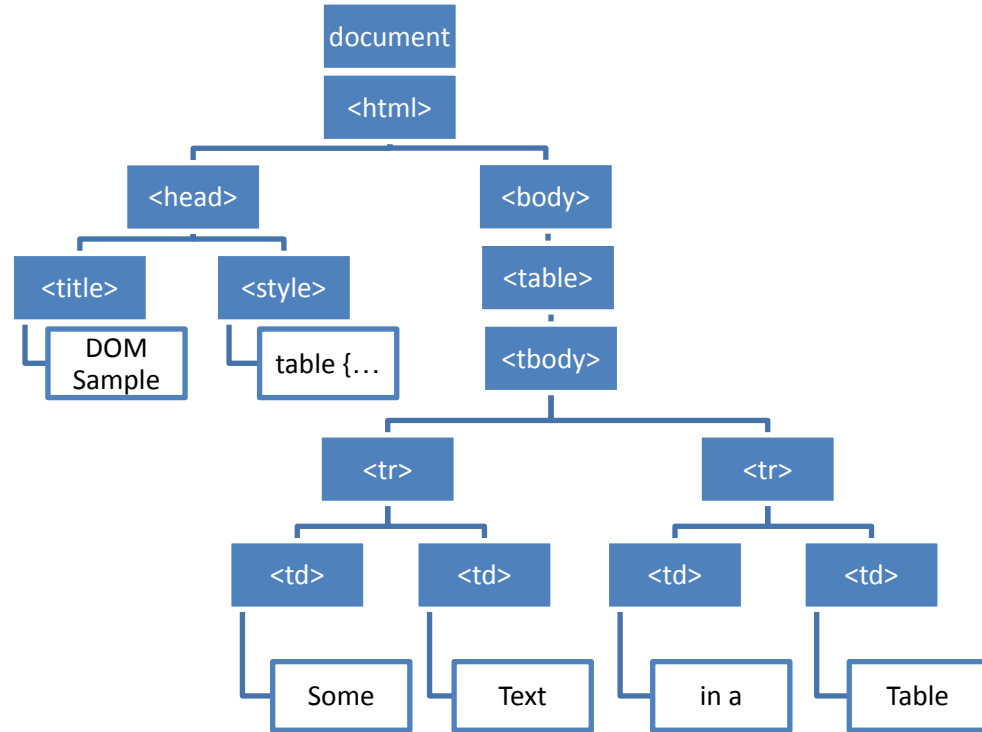 document
<html>
<head>
<body>
<title>
<style>
<table>
DOM
Sample
table {…
<tbody>
<tr>
<tr>
<td>
<td>
<td>
<td>
Some
Text
in a
Table